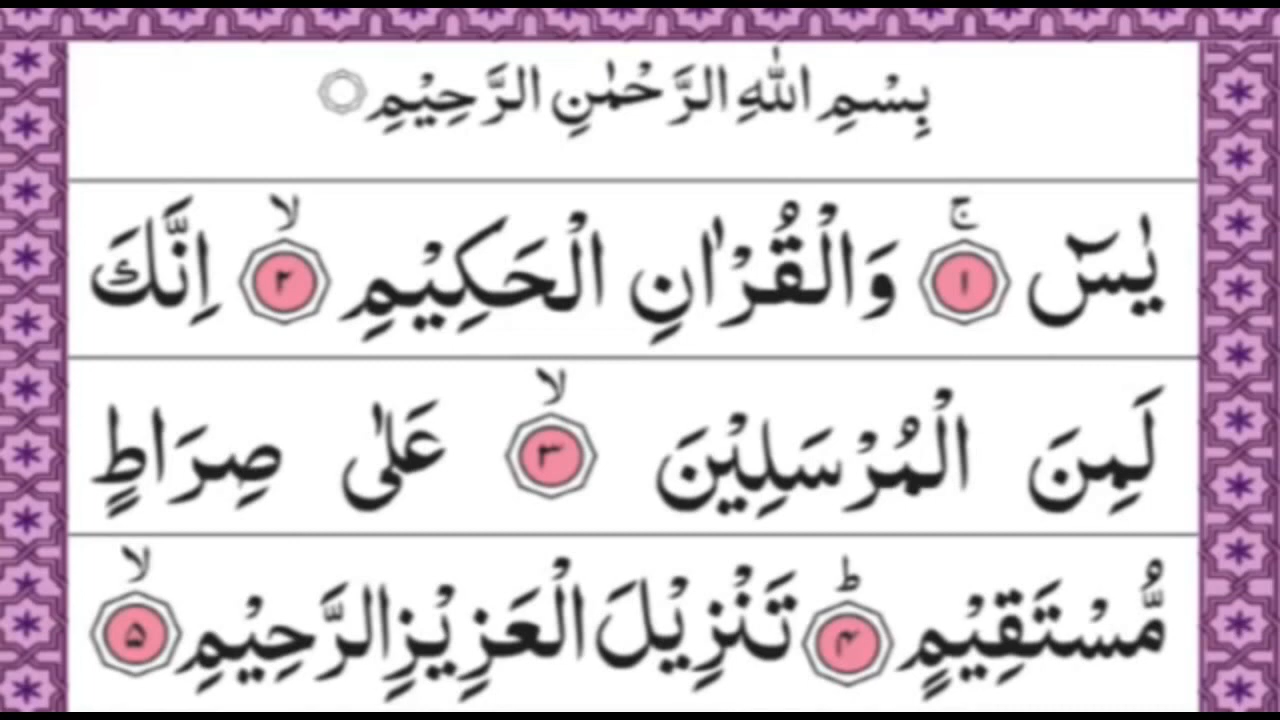 بِسْمِ اللّٰهِ الرَّحْمٰنِ الرَّحِيْمِ ○
يٰسٓ ۚ ۱ وَالْقُرْاٰنِ الْحَكِيْمِ ۙ ۲ اِنَّكَ
لَمِنَ الْمُرْسَلِيْنَ ۙ ۳ عَلٰى صِرَاطٍ
مُّسْتَقِيْمٍ ؕ ۴ تَنْزِيْلَ الْعَزِيْزِ الرَّحِيْمِ ۙ ۵